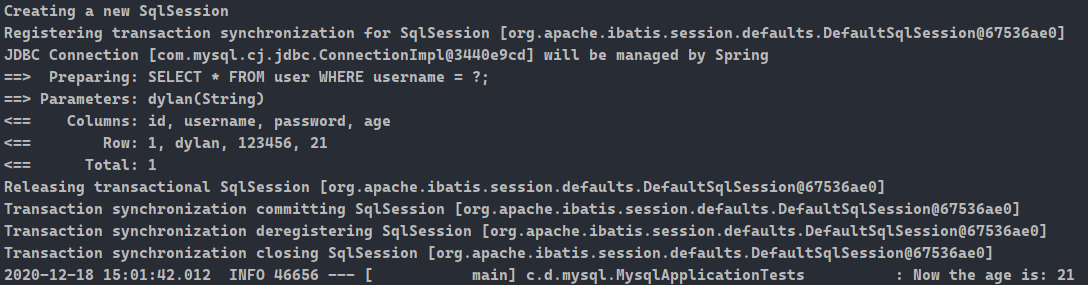 Creating a new SqlSession
Registering transaction synchronization for SqlSession [org.apache.ibatis.session.defaults.DefaultSqlSession@67536ae0]
JDBC Connection [com.mysql.cj.jdbc.ConnectionImpl@3440e9cd] will be managed by Spring
==>  Preparing: SELECT * FROM user WHERE username = ?;
==> Parameters: dylan(String)
<==    Columns: id, username, password, age
<==        Row: 1, dylan, 123456, 21
<==      Total: 1
Releasing transactional SqlSession [org.apache.ibatis.session.defaults.DefaultSqlSession@67536ae0]
Transaction synchronization committing SqlSession [org.apache.ibatis.session.defaults.DefaultSqlSession@67536ae0]
Transaction synchronization deregistering SqlSession [org.apache.ibatis.session.defaults.DefaultSqlSession@67536ae0]
Transaction synchronization closing SqlSession [org.apache.ibatis.session.defaults.DefaultSqlSession@67536ae0]
2020-12-18 15:01:42.012  INFO 46656 --- [           main] c.d.mysql.MysqlApplicationTests          : Now the age is: 21